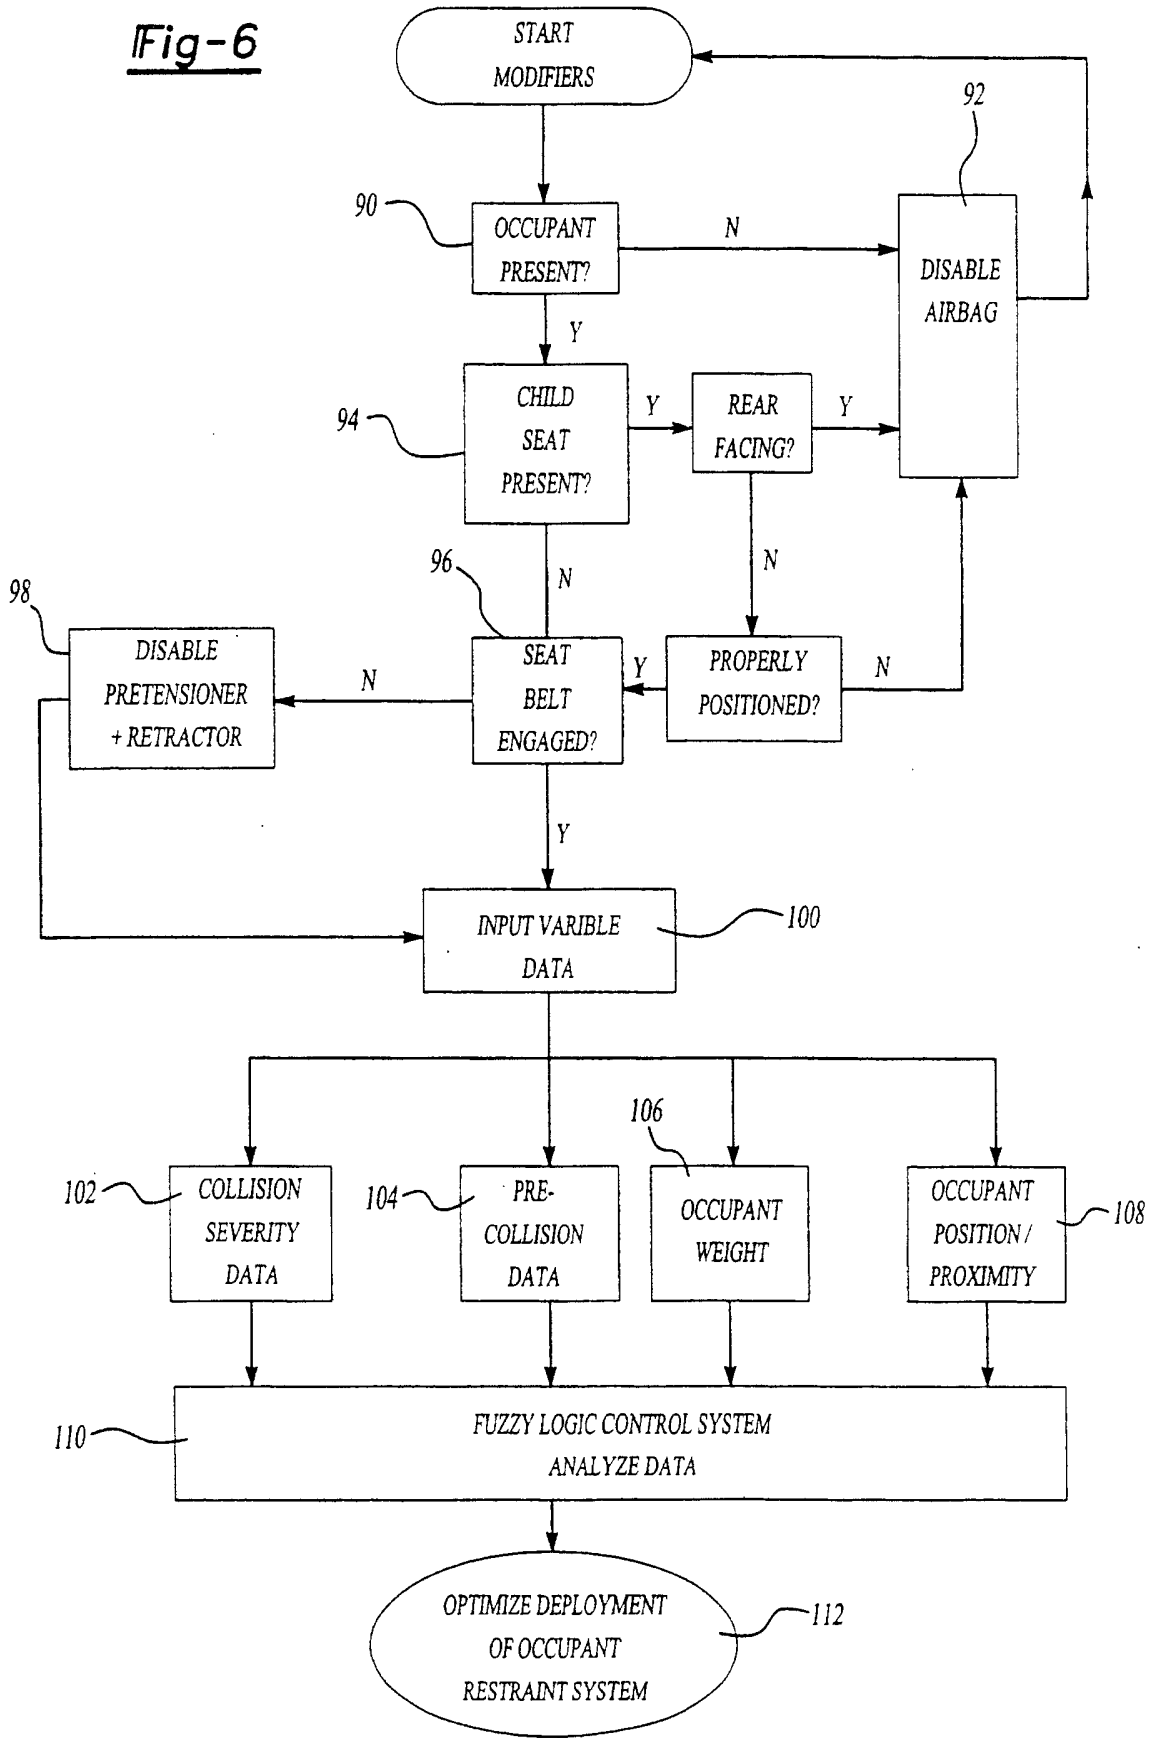 Fig-6
START
MODIFIERS
92
90
OCCUPANT
PRESENT?
N
DISABLE
AIRBAG
Y
94
CHILD
SEAT
PRESENT?
Y
REAR
FACING?
Y
N
N
96
98
DISABLE
PRETENSIONER
+ RETRACTOR
N
SEAT
BELT
ENGAGED?
Y
PROPERLY
POSITIONED?
N
Y
INPUT VARIBLE
DATA
100
106
102
COLLISION
SEVERITY
DATA
104
PRE-
COLLISION
DATA
OCCUPANT
WEIGHT
OCCUPANT
POSITION /
PROXIMITY
108
110
FUZZY LOGIC CONTROL SYSTEM
ANALYZE DATA
OPTIMIZE DEPLOYMENT
OF OCCUPANT
RESTRAINT SYSTEM
112